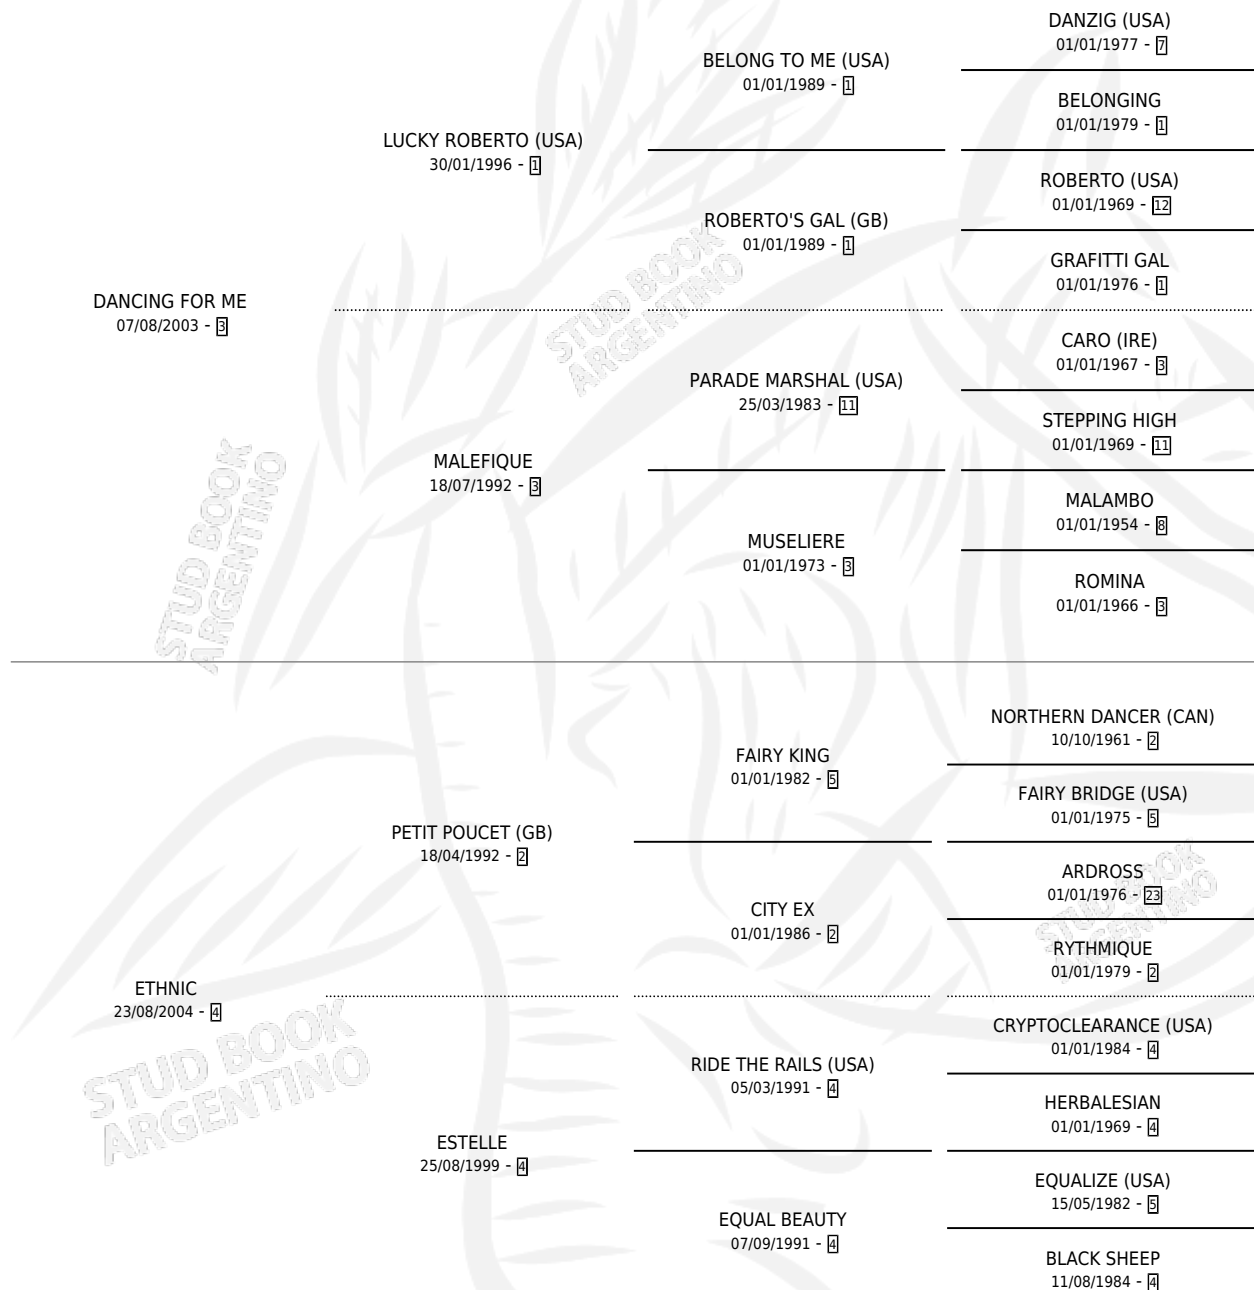 DANZIG (USA)
01/01/1977 - 7
BELONG TO ME (USA)
01/01/1989 - 1
BELONGING
01/01/1979 - 1
LUCKY ROBERTO (USA)
30/01/1996 - 1
ROBERTO (USA)
01/01/1969 - 12
ROBERTO'S GAL (GB)
01/01/1989 - 1
GRAFITTI GAL
01/01/1976 - 1
DANCING FOR ME
07/08/2003 - 3
CARO (IRE)
01/01/1967 - 3
PARADE MARSHAL (USA)
25/03/1983 - 11
STEPPING HIGH
01/01/1969 - 11
MALEFIQUE
18/07/1992 - 3
MALAMBO
01/01/1954 - 8
MUSELIERE
01/01/1973 - 3
ROMINA
01/01/1966 - 3
NORTHERN DANCER (CAN)
10/10/1961 - 2
FAIRY KING
01/01/1982 - 5
FAIRY BRIDGE (USA)
01/01/1975 - 5
PETIT POUCET (GB)
18/04/1992 - 2
ARDROSS
01/01/1976 - 23
CITY EX
01/01/1986 - 2
RYTHMIQUE
01/01/1979 - 2
ETHNIC
23/08/2004 - 4
CRYPTOCLEARANCE (USA)
01/01/1984 - 4
RIDE THE RAILS (USA)
05/03/1991 - 4
HERBALESIAN
01/01/1969 - 4
ESTELLE
25/08/1999 - 4
EQUALIZE (USA)
15/05/1982 - 5
EQUAL BEAUTY
07/09/1991 - 4
BLACK SHEEP
11/08/1984 - 4
STUD BOOK
ARGENTINO
STUD BOOK
ARGENTINO
STUD BOOK
ARGENTINO
STUD BOOK
ARGENTINO